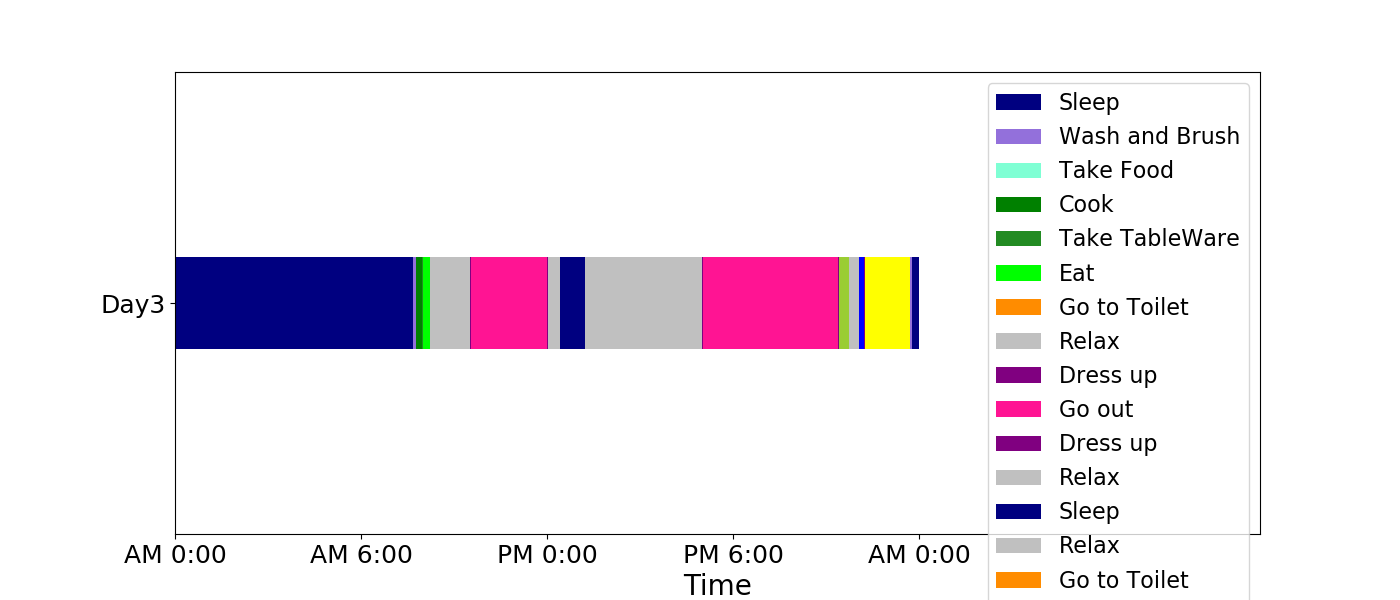 Sleep
Wash and Brush
Take Food
Cook
Take TableWare
Eat
Go to Toilet
Relax
Dress up
Go out
Dress up
Relax
Sleep
Relax
Go to Toilet
Day3
AM 0:00 AM 6:00 PM 0:00 PM 6:00 AM 0:00
Time